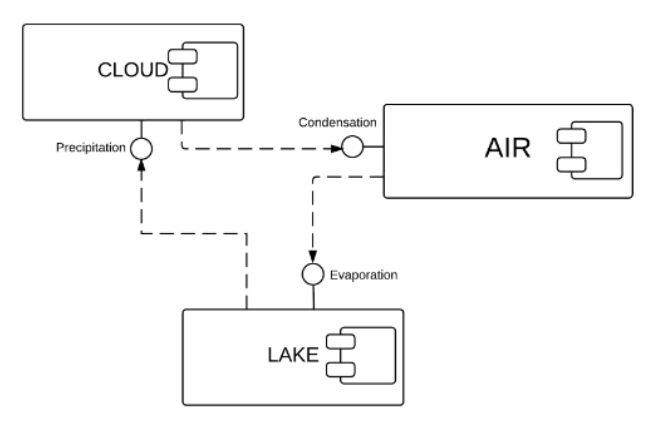 CLOUD
Condensation
Precipitation
AIR
Evaporation
LAKE